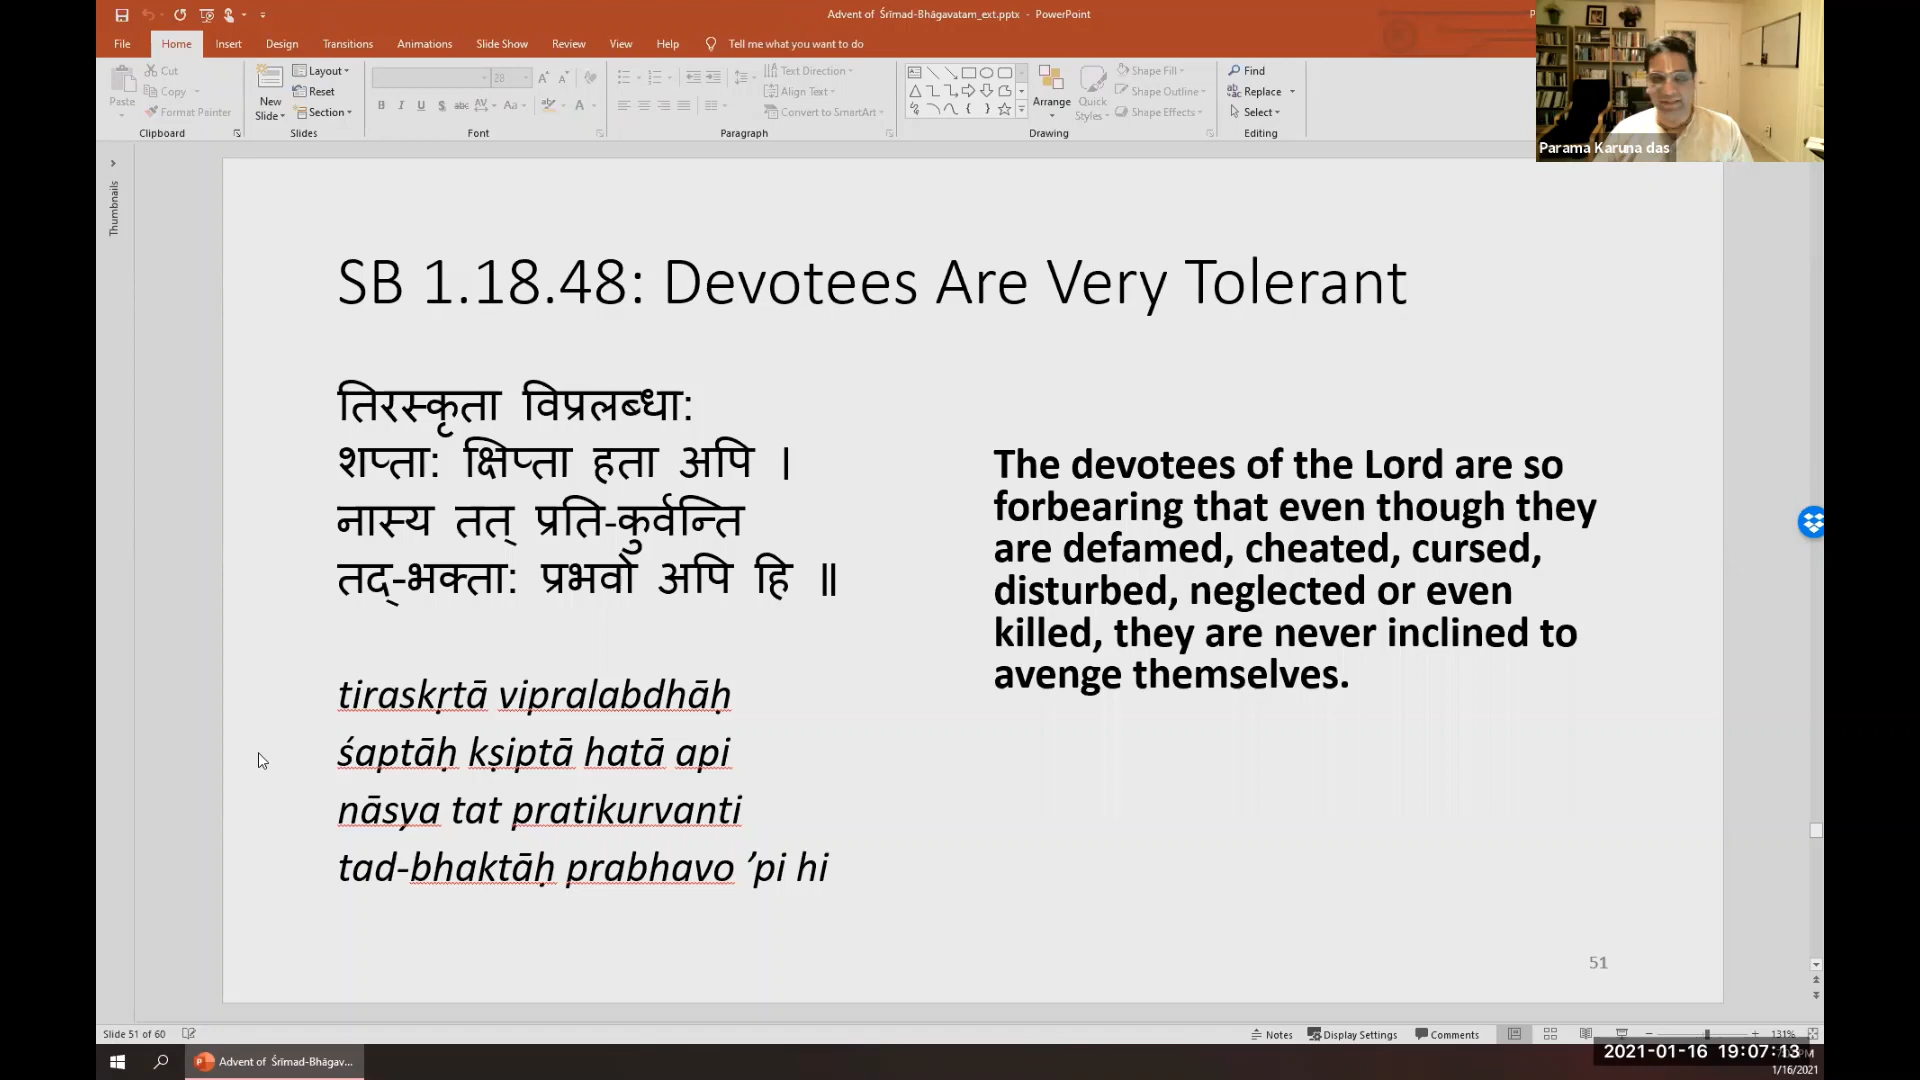 Advent of Śrīmad-Bhāgavatam_ext.pptx - PowerPoint
File Home Insert Design Transitions Animations Slide Show Review View Help Tell me what you want to do
Paste
Cut
Copy
Format Painter
Clipboard
New
Slide
Layout
Reset
Section
Slides
28
Font
Text Direction
Align Text
Convert to SmartArt
Paragraph
Arrange
Quick
Styles
Shape Fill
Shape Outline
Shape Effects
Drawing
Find
Replace
Select
Editing
Parama Karuna das
Thumbnails
SB 1.18.48: Devotees Are Very Tolerant
तिरस्कृता विप्रलब्धा:
शप्ता: क्षिप्ता हता अपि ।
नास्य तत् प्रति-कुर्वन्ति
तद्-भक्ता: प्रभवो अपि हि ॥
tiraskṛtā vipralabdhāḥ
śaptāḥ kṣiptā hatā api
nāsya tat pratikurvanti
tad-bhaktāḥ prabhavo ’pi hi
The devotees of the Lord are so
forbearing that even though they
are defamed, cheated, cursed,
disturbed, neglected or even
killed, they are never inclined to
avenge themselves.
51
Slide 51 of 60
Notes Display Settings Comments 131%
Advent of Śrīmad-Bhāgav...
2021-01-16 19:07:13
1/16/2021